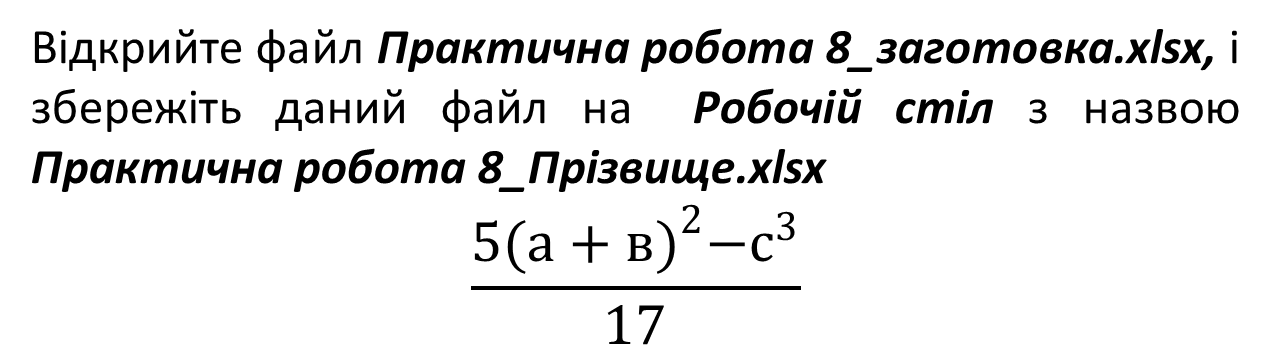 Відкрийте файл Практична робота 8_заготовка.xlsx, і
збережіть даний файл на Робочій стіл з назвою
Практична робота 8_Прізвище.xlsx
5(а + в)²−с³
17